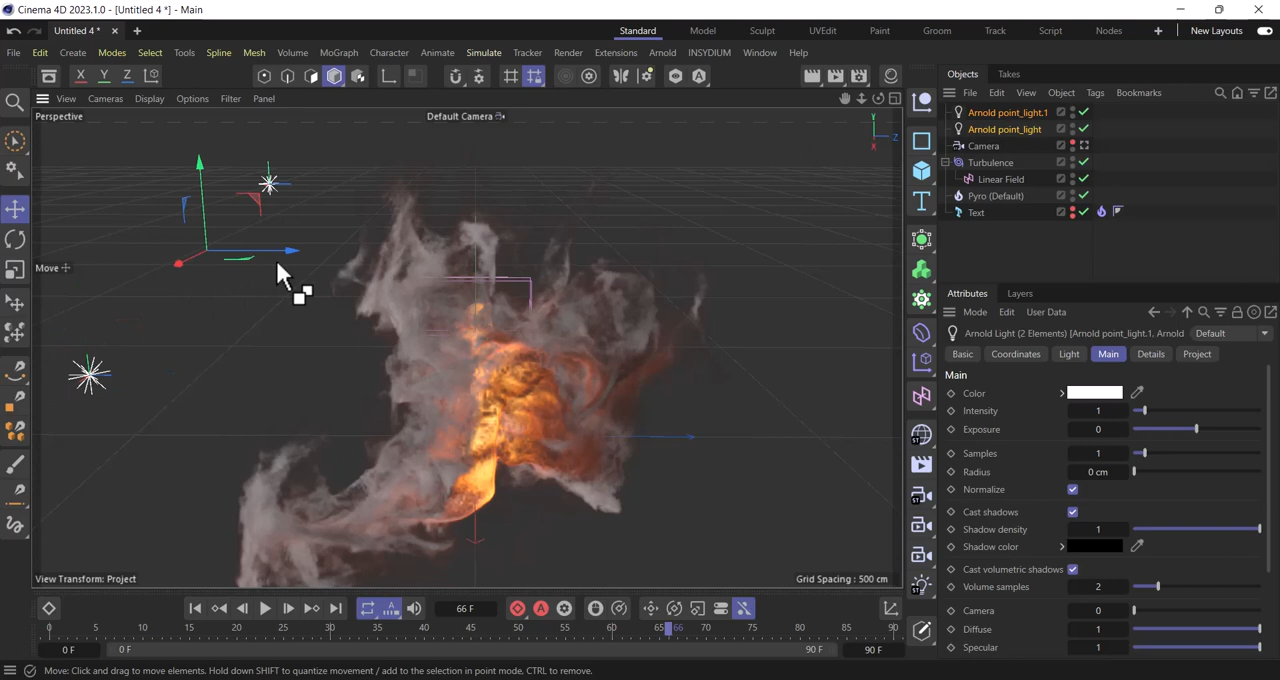 Cinema 4D 2023.1.0 - [Untitled 4 *] - Main
Untitled 4 *
Standard Model Sculpt UVEdit Paint Groom Track Script Nodes New Layouts
File Edit Create Modes Select Tools Spline Mesh Volume MoGraph Character Animate Simulate Tracker Render Extensions Arnold INSYDIUM Window Help
X Y Z
Objects Takes
View Cameras Display Options Filter Panel
File Edit View Object Tags Bookmarks
Perspective
Default Camera
Y
Z
X
Arnold point_light.1
Arnold point_light
Camera
Turbulence
Linear Field
Pyro (Default)
Text
Move
Attributes Layers
Mode Edit User Data
Arnold Light (2 Elements) [Arnold point_light.1, Arnold Default
Basic Coordinates Light Main Details Project
Main
Color
Intensity 1
Exposure 0
Samples 1
Radius 0 cm
Normalize
Cast shadows
Shadow density 1
Shadow color
Cast volumetric shadows
Volume samples 2
Camera 0
Diffuse 1
Specular 1
T
ST
ST
ST
View Transform: Project
Grid Spacing : 500 cm
66 F
0 5 10 15 20 25 30 35 40 45 50 55 60 66 70 75 80 85 90
0 F 0 F 90 F 90 F
Move: Click and drag to move elements. Hold down SHIFT to quantize movement / add to the selection in point mode, CTRL to remove.